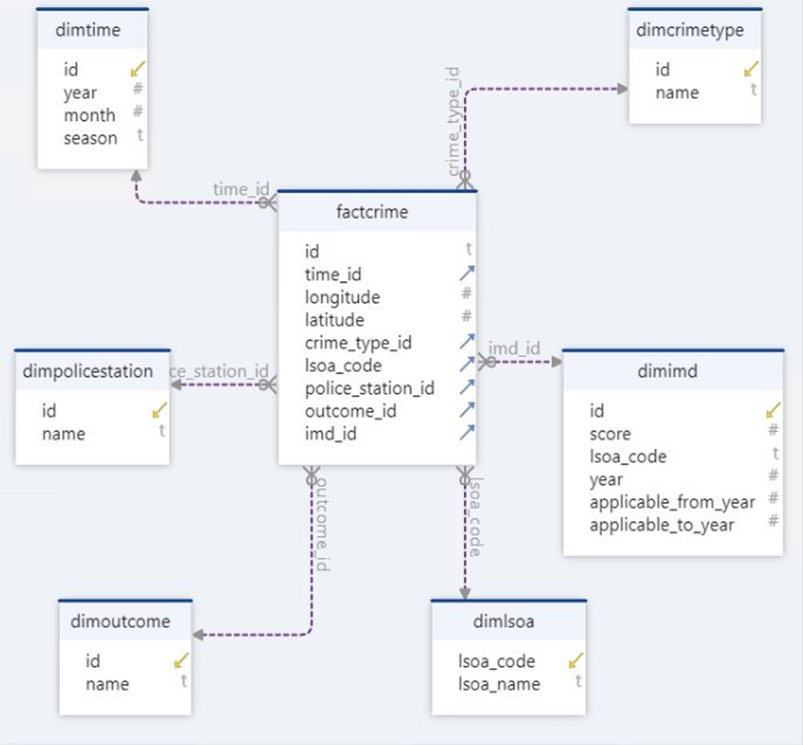 dimtime
id
year #
month #
season t
dimcrimetype
id
name t
crime_type_id
time_id
factcrime
id t
time_id
longitude #
latitude #
crime_type_id
lsoa_code
police_station_id
outcome_id
imd_id
dimpolicestation
id
name t
ce_station_id
imd_id
dimimd
id
score #
lsoa_code t
year #
applicable_from_year #
applicable_to_year #
outcome_id
lsoa_code
dimoutcome
id
name t
dimlsoa
lsoa_code
lsoa_name t